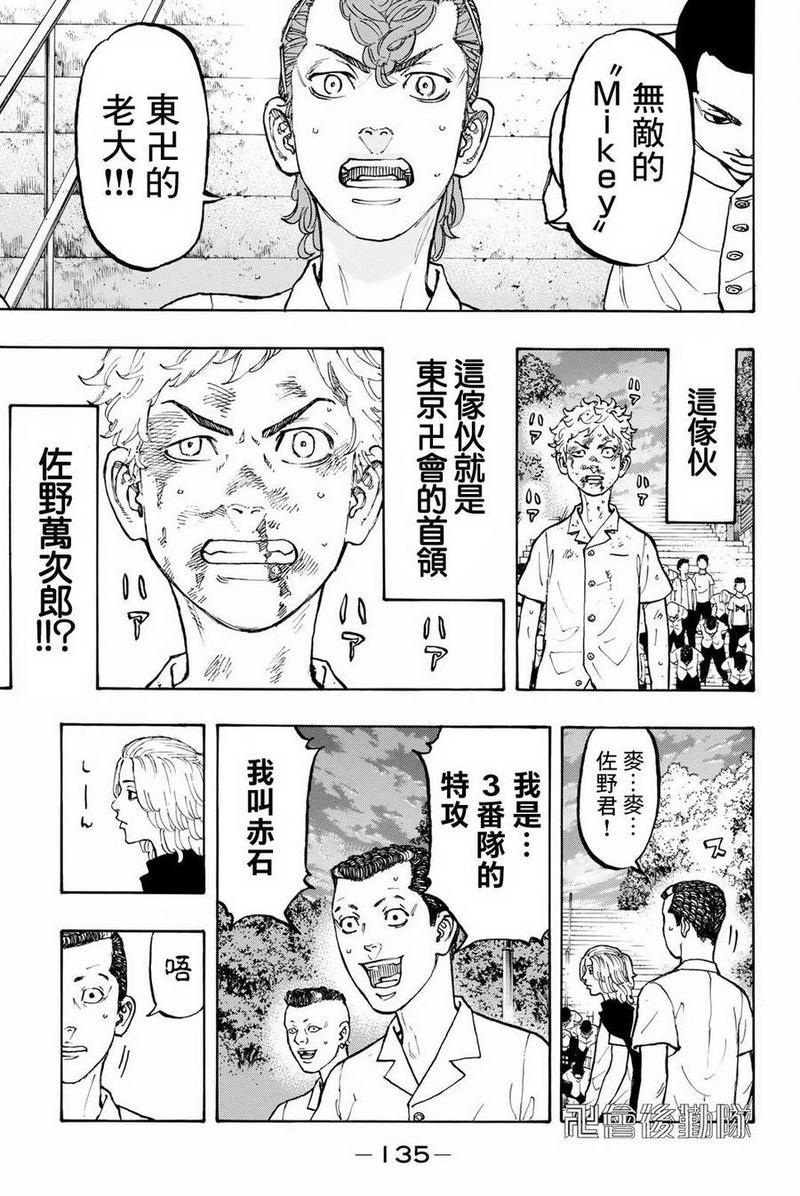 無敵的
"Mikey"
東卍的
老大!!!
這傢伙
ハァ
ハァ
這傢伙就是
東京卍會的首領
ハァ
ハァ
佐野萬次郎!!?
麥…麥…
佐野君!
ス
我是…
3番隊的
特攻
我叫赤石
しーん
唔
卍會後勤隊
—135—